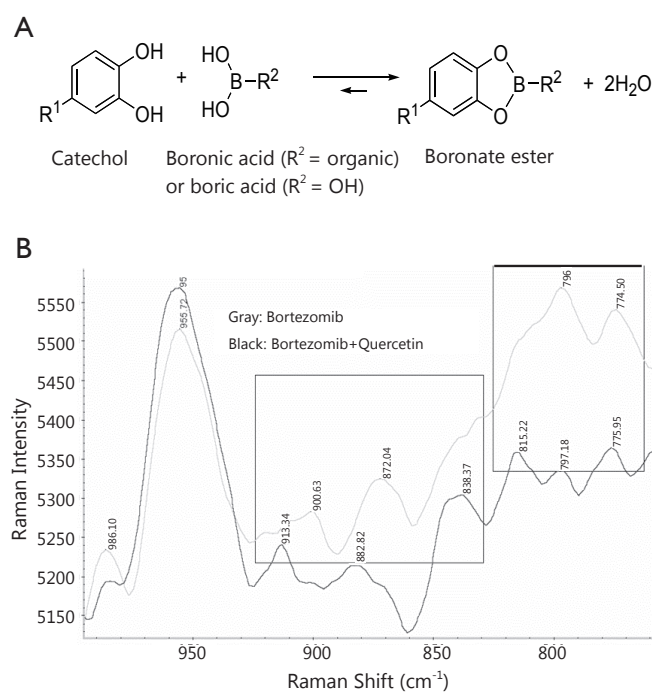 A
OH
OH
R¹
+
HO
B-R²
HO
O
B-R²
O
R¹
+ 2H₂O
Catechol
Boronic acid (R² = organic)
or boric acid (R² = OH)
Boronate ester
B
Gray: Bortezomib
Black: Bortezomib+Quercetin
986.10
955.72
95
913.34
900.63
882.82
872.04
838.37
815.22
797.18
796
775.95
774.50
5550
5500
5450
5400
5350
5300
5250
5200
5150
Raman Intensity
950
900
850
800
Raman Shift (cm⁻¹)